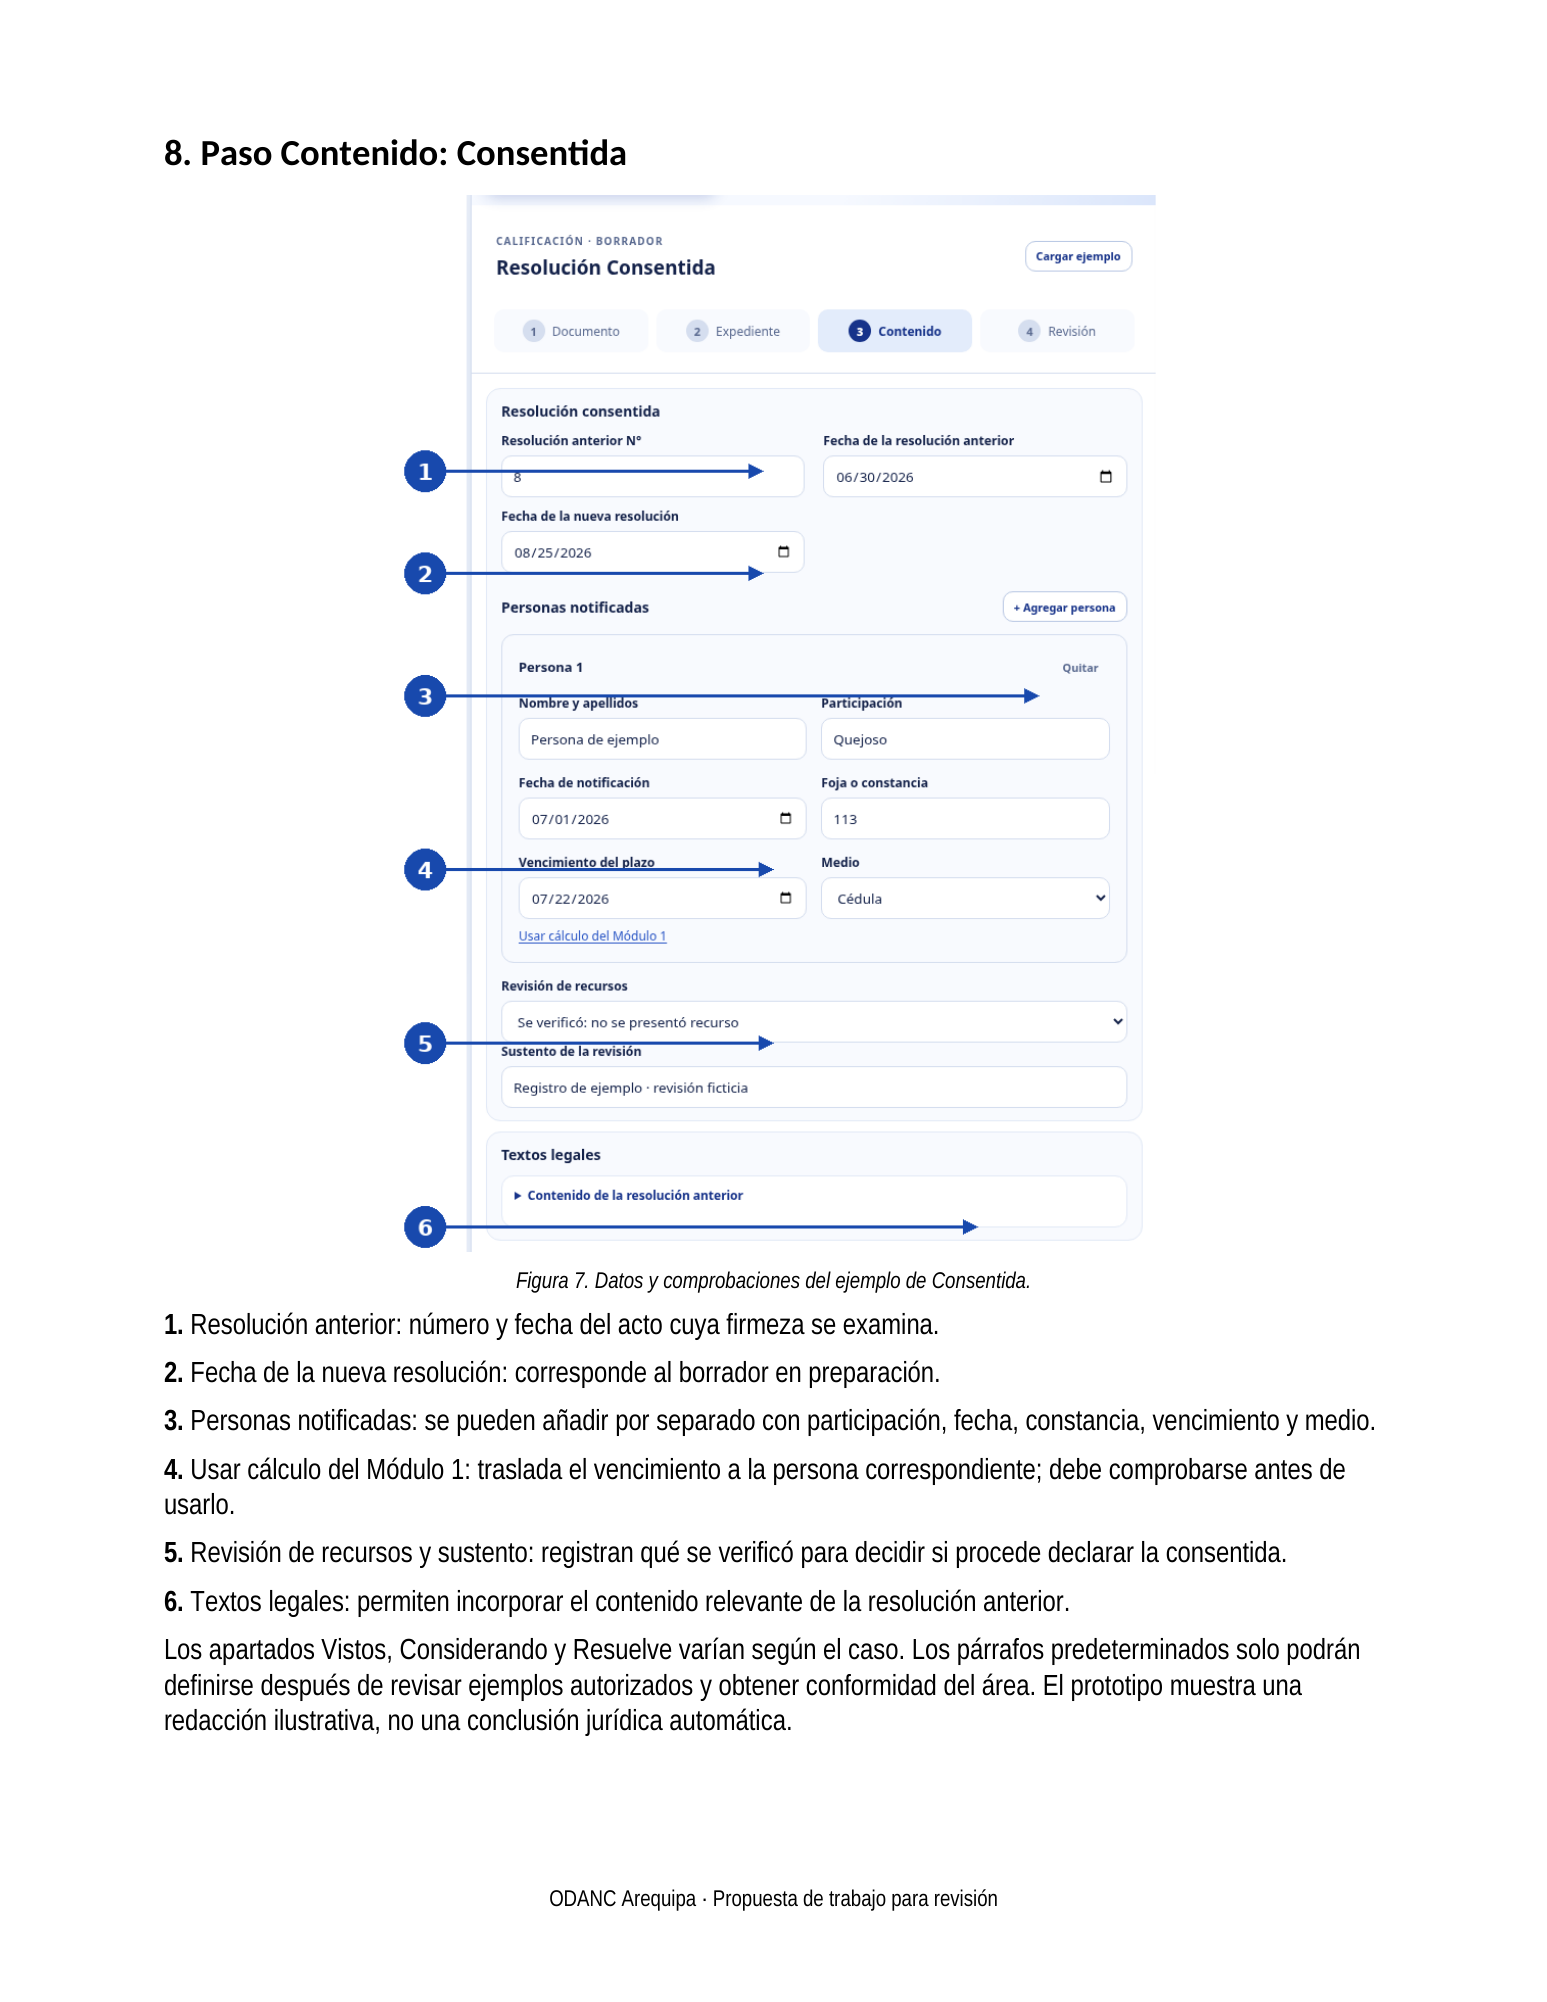 8. Paso Contenido: Consentida
CALIFICACIÓN · BORRADOR
Resolución Consentida
Cargar ejemplo
1 Documento
2 Expediente
3 Contenido
4 Revisión
Resolución consentida
Resolución anterior N°
Fecha de la resolución anterior
1
8
06/30/2026
Fecha de la nueva resolución
08/25/2026
2
Personas notificadas
+ Agregar persona
Persona 1
Quitar
3
Nombre y apellidos
Participación
Persona de ejemplo
Quejoso
Fecha de notificación
Foja o constancia
07/01/2026
113
4
Vencimiento del plazo
Medio
07/22/2026
Cédula
Usar cálculo del Módulo 1
Revisión de recursos
Se verificó: no se presentó recurso
5
Sustento de la revisión
Registro de ejemplo · revisión ficticia
Textos legales
Contenido de la resolución anterior
6
Figura 7. Datos y comprobaciones del ejemplo de Consentida.
1. Resolución anterior: número y fecha del acto cuya firmeza se examina.
2. Fecha de la nueva resolución: corresponde al borrador en preparación.
3. Personas notificadas: se pueden añadir por separado con participación, fecha, constancia, vencimiento y medio.
4. Usar cálculo del Módulo 1: traslada el vencimiento a la persona correspondiente; debe comprobarse antes de
usarlo.
5. Revisión de recursos y sustento: registran qué se verificó para decidir si procede declarar la consentida.
6. Textos legales: permiten incorporar el contenido relevante de la resolución anterior.
Los apartados Vistos, Considerando y Resuelve varían según el caso. Los párrafos predeterminados solo podrán
definirse después de revisar ejemplos autorizados y obtener conformidad del área. El prototipo muestra una
redacción ilustrativa, no una conclusión jurídica automática.
ODANC Arequipa · Propuesta de trabajo para revisión